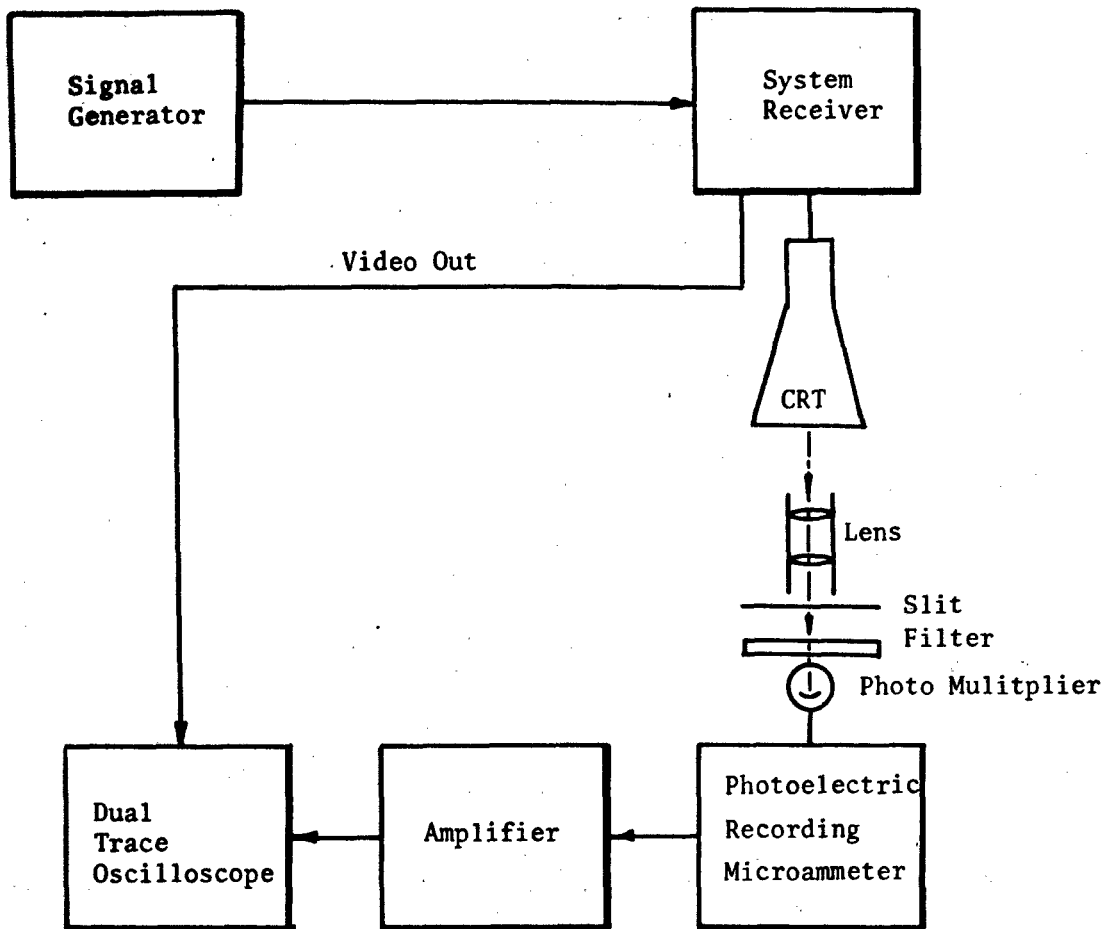 Signal
Generator
System
Receiver
Video Out
CRT
Lens
Slit
Filter
Photo Mulitplier
Dual
Trace
Oscilloscope
Amplifier
Photoelectric
Recording
Microammeter